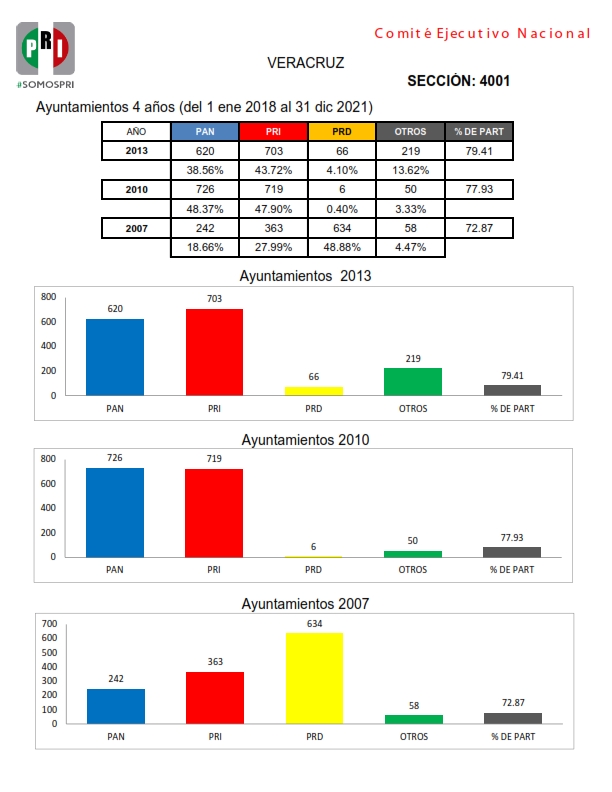 Comité Ejecutivo Nacional
PRI
#SOMOSPRI
VERACRUZ
SECCIÓN: 4001
Ayuntamientos 4 años (del 1 ene 2018 al 31 dic 2021)
AÑO PAN PRI PRD OTROS % DE PART
2013 620 703 66 219 79.41
38.56% 43.72% 4.10% 13.62%
2010 726 719 6 50 77.93
48.37% 47.90% 0.40% 3.33%
2007 242 363 634 58 72.87
18.66% 27.99% 48.88% 4.47%
Ayuntamientos 2013
800
600
400
200
0
620 703 66 219 79.41
PAN PRI PRD OTROS % DE PART
Ayuntamientos 2010
800
600
400
200
0
726 719 6 50 77.93
PAN PRI PRD OTROS % DE PART
Ayuntamientos 2007
700
600
500
400
300
200
100
0
242 363 634 58 72.87
PAN PRI PRD OTROS % DE PART